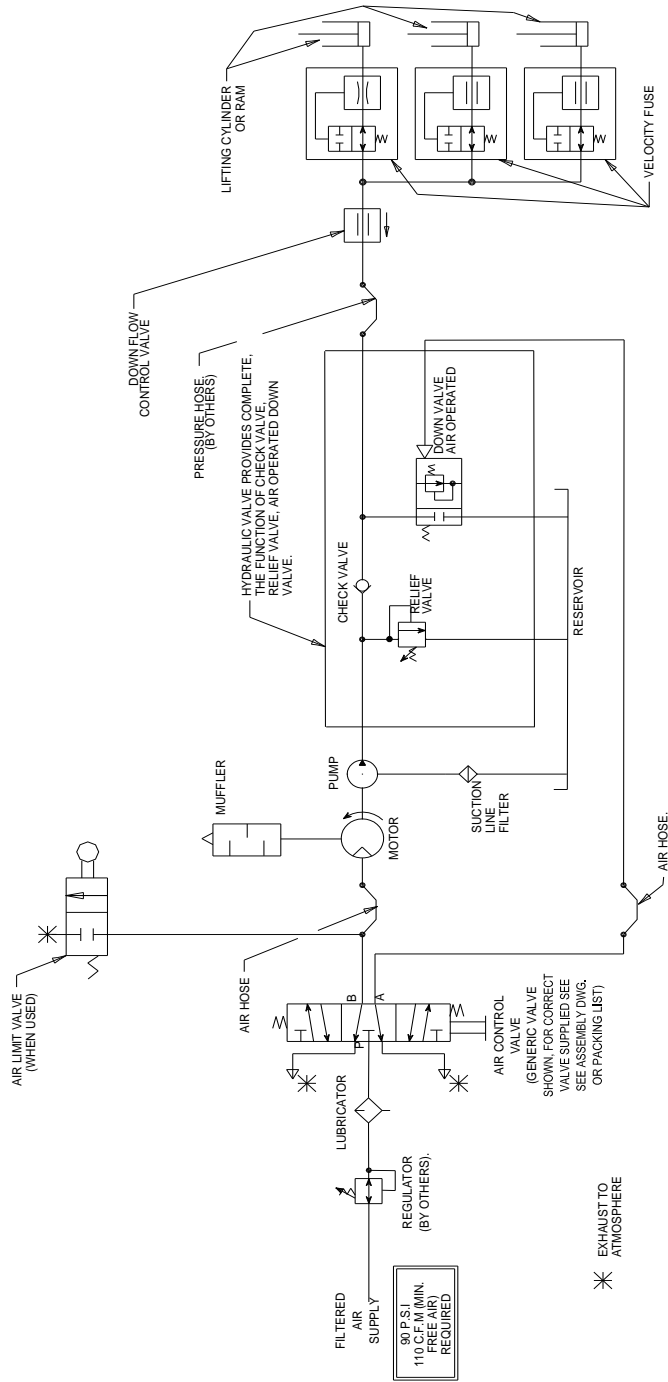 LIFTING CYLINDER
OR RAM
VELOCITY FUSE
DOWN FLOW
CONTROL VALVE
PRESSURE HOSE.
(BY OTHERS)
HYDRAULIC VALVE PROVIDES COMPLETE,
THE FUNCTION OF CHECK VALVE,
RELIEF VALVE, AIR OPERATED DOWN
VALVE.
CHECK VALVE
DOWN VALVE
AIR OPERATED
RELIEF
VALVE
RESERVOIR
PUMP
SUCTION
LINE
FILTER
MUFFLER
MOTOR
AIR HOSE.
AIR LIMIT VALVE
(WHEN USED)
AIR HOSE
B
A
P
AIR CONTROL
VALVE
(GENERIC VALVE
SHOWN, FOR CORRECT
VALVE SUPPLIED SEE
SEE ASSEMBLY DWG.
OR PACKING LIST)
LUBRICATOR
REGULATOR
(BY OTHERS).
FILTERED
AIR
SUPPLY
90 P.S.I
110 C.F.M (MIN.
FREE AIR)
REQUIRED
EXHAUST TO
ATMOSPHERE